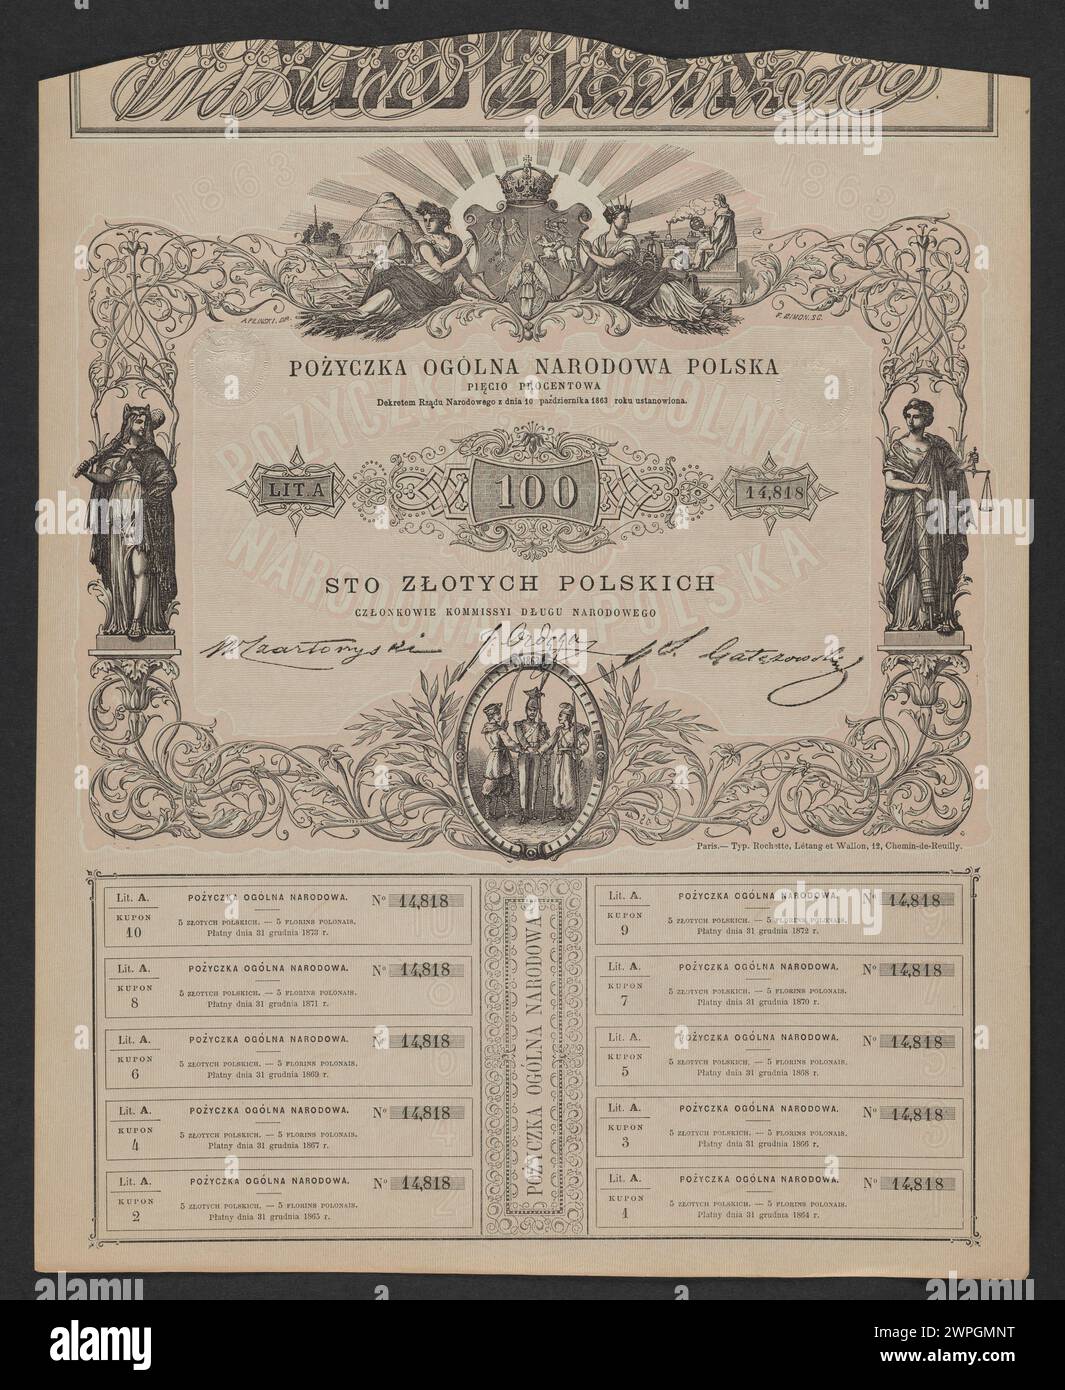 1863
1863
A. PILINSKI. DIR.
F. GIMON. SC.
POŻYCZKA OGÓLNA NARODOWA POLSKA
PIĘCIO PROCENTOWA
Dekretem Rządu Narodowego z dnia 10 października 1863 roku ustanowiona.
POŻYCZKA OGÓLNA
LIT. A
100
14,818
NARODOWA POLSKA
STO ZŁOTYCH POLSKICH
CZŁONKOWIE KOMMISSYI DŁUGU NARODOWEGO
W Czartoryski J. Ordęga J. S. Gałęzowski
Paris.— Typ. Rochette, Létang et Wallon, 12, Chemin-de-Reuilly.
Lit. A. POŻYCZKA OGÓLNA NARODOWA. Nº 14,818
KUPON 5 ZŁOTYCH POLSKICH. — 5 FLORINS POLONAIS.
10 Płatny dnia 31 grudnia 1873 r.
Lit. A. POŻYCZKA OGÓLNA NARODOWA. Nº 14,818
KUPON 5 ZŁOTYCH POLSKICH. — 5 FLORINS POLONAIS.
8 Płatny dnia 31 grudnia 1871 r.
Lit. A. POŻYCZKA OGÓLNA NARODOWA. Nº 14,818
KUPON 5 ZŁOTYCH POLSKICH. — 5 FLORINS POLONAIS.
6 Płatny dnia 31 grudnia 1869 r.
Lit. A. POŻYCZKA OGÓLNA NARODOWA. Nº 14,818
KUPON 5 ZŁOTYCH POLSKICH. — 5 FLORINS POLONAIS.
4 Płatny dnia 31 grudnia 1867 r.
Lit. A. POŻYCZKA OGÓLNA NARODOWA. Nº 14,818
KUPON 5 ZŁOTYCH POLSKICH. — 5 FLORINS POLONAIS.
2 Płatny dnia 31 grudnia 1865 r.
POŻYCZKA OGÓLNA NARODOWA
Lit. A. POŻYCZKA OGÓLNA NARODOWA. Nº 14,818
KUPON 5 ZŁOTYCH POLSKICH. — 5 FLORINS POLONAIS.
9 Płatny dnia 31 grudnia 1872 r.
Lit. A. POŻYCZKA OGÓLNA NARODOWA. Nº 14,818
KUPON 5 ZŁOTYCH POLSKICH. — 5 FLORINS POLONAIS.
7 Płatny dnia 31 grudnia 1870 r.
Lit. A. POŻYCZKA OGÓLNA NARODOWA. Nº 14,818
KUPON 5 ZŁOTYCH POLSKICH. — 5 FLORINS POLONAIS.
5 Płatny dnia 31 grudnia 1868 r.
Lit. A. POŻYCZKA OGÓLNA NARODOWA. Nº 14,818
KUPON 5 ZŁOTYCH POLSKICH. — 5 FLORINS POLONAIS.
3 Płatny dnia 31 grudnia 1866 r.
Lit. A. POŻYCZKA OGÓLNA NARODOWA. Nº 14,818
KUPON 5 ZŁOTYCH POLSKICH. — 5 FLORINS POLONAIS.
1 Płatny dnia 31 grudnia 1864 r.
alamy
Image ID: 2WPGMNT
www.alamy.com